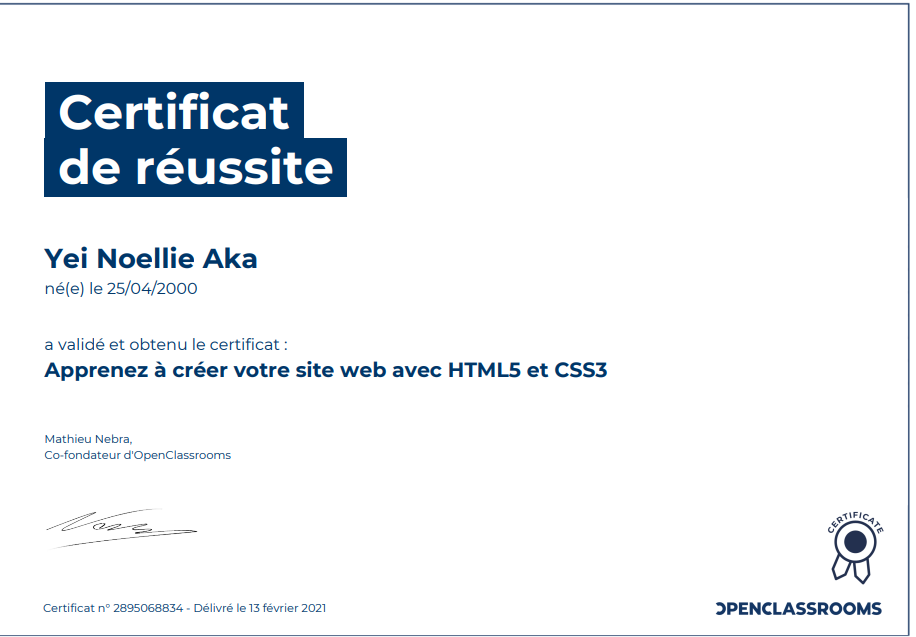 Certificat
de réussite
Yei Noellie Aka
né(e) le 25/04/2000
a validé et obtenu le certificat :
Apprenez à créer votre site web avec HTML5 et CSS3
Mathieu Nebra,
Co-fondateur d'OpenClassrooms
CERTIFICATE
Certificat n° 2895068834 - Délivré le 13 février 2021
OPENCLASSROOMS